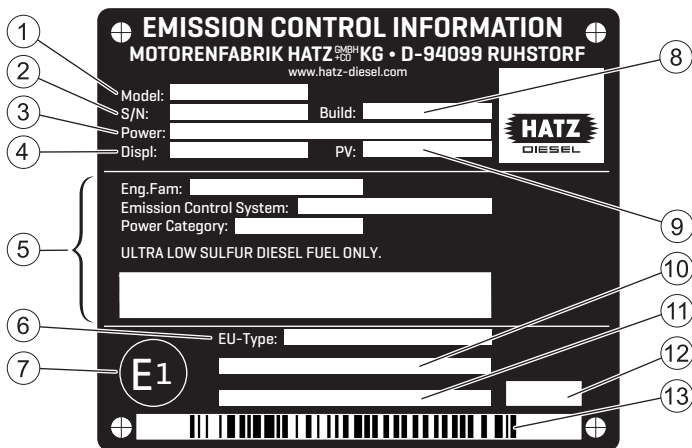 EMISSION CONTROL INFORMATION
MOTORENFABRIK HATZ GMBH +CO KG • D-94099 RUHSTORF
www.hatz-diesel.com
1
Model:
2
S/N:
Build:
8
3
Power:
4
Displ:
PV:
9
HATZ
DIESEL
5
Eng.Fam:
Emission Control System:
Power Category:
ULTRA LOW SULFUR DIESEL FUEL ONLY.
10
11
6
EU-Type:
7
E1
12
13